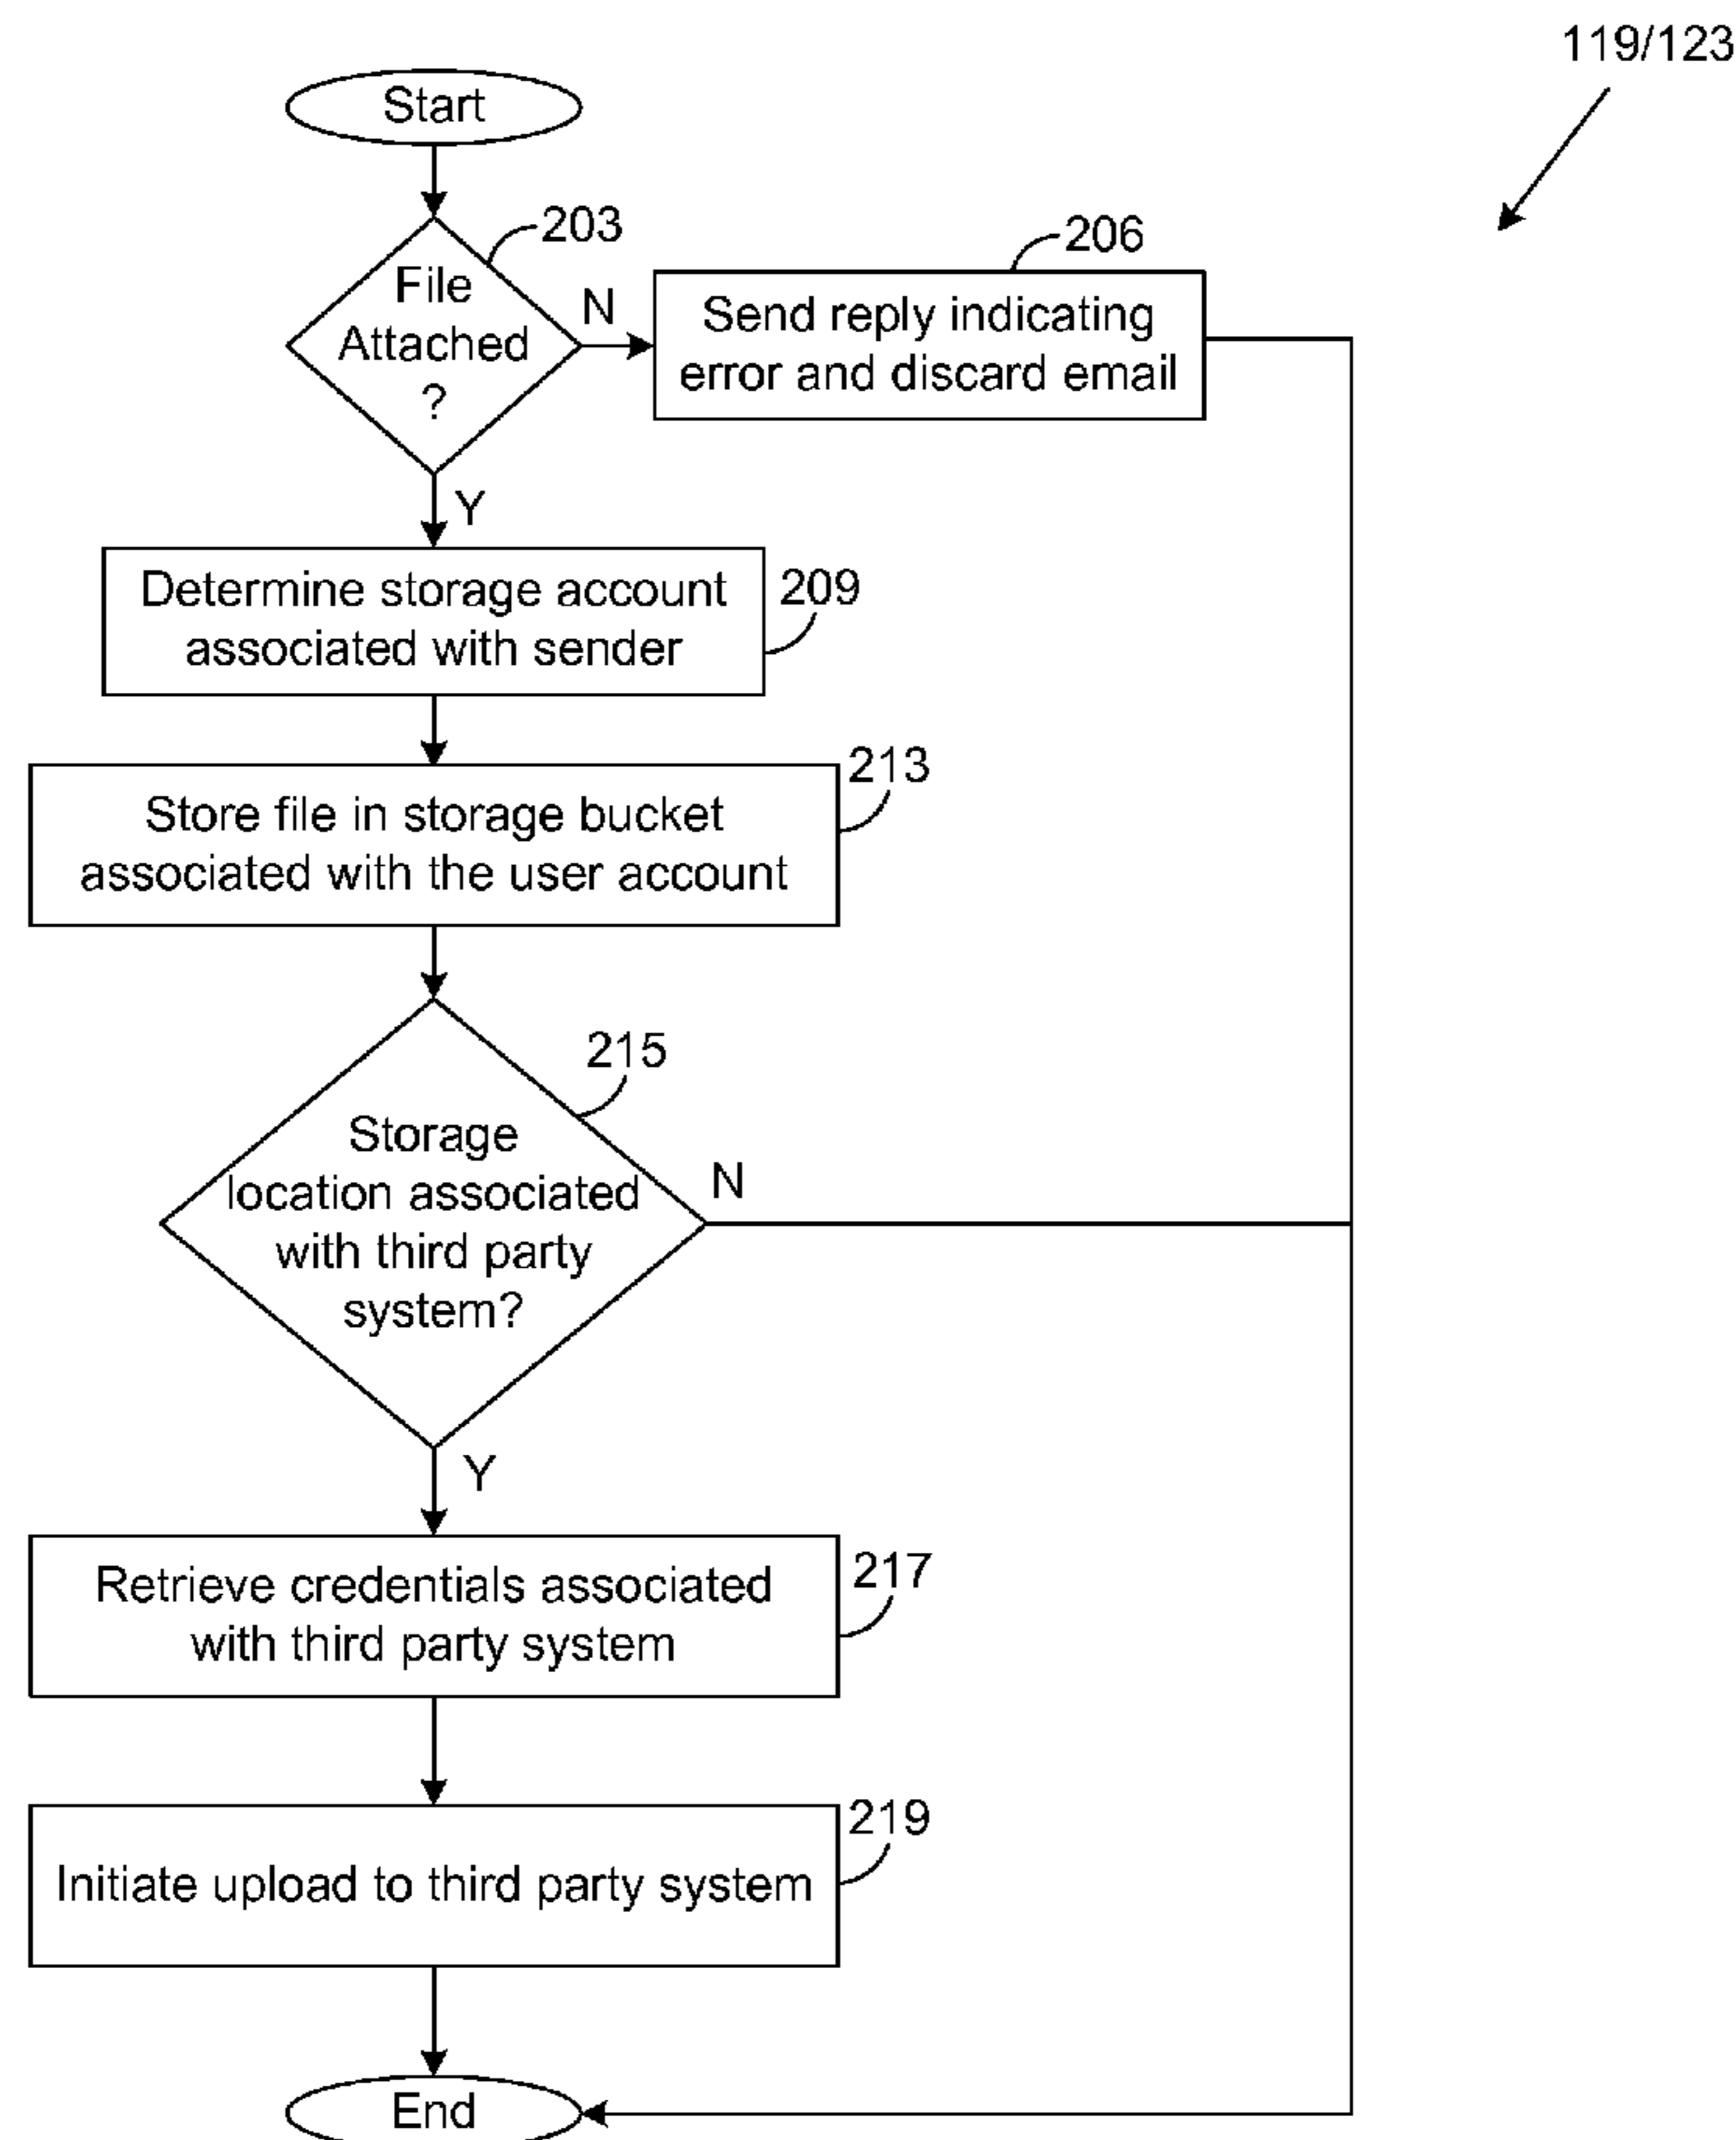 119/123
Start
203
File
Attached
?
N
206
Send reply indicating
error and discard email
Y
Determine storage account
associated with sender
209
213
Store file in storage bucket
associated with the user account
215
Storage
location associated
with third party
system?
N
Y
Retrieve credentials associated
with third party system
217
219
Initiate upload to third party system
End